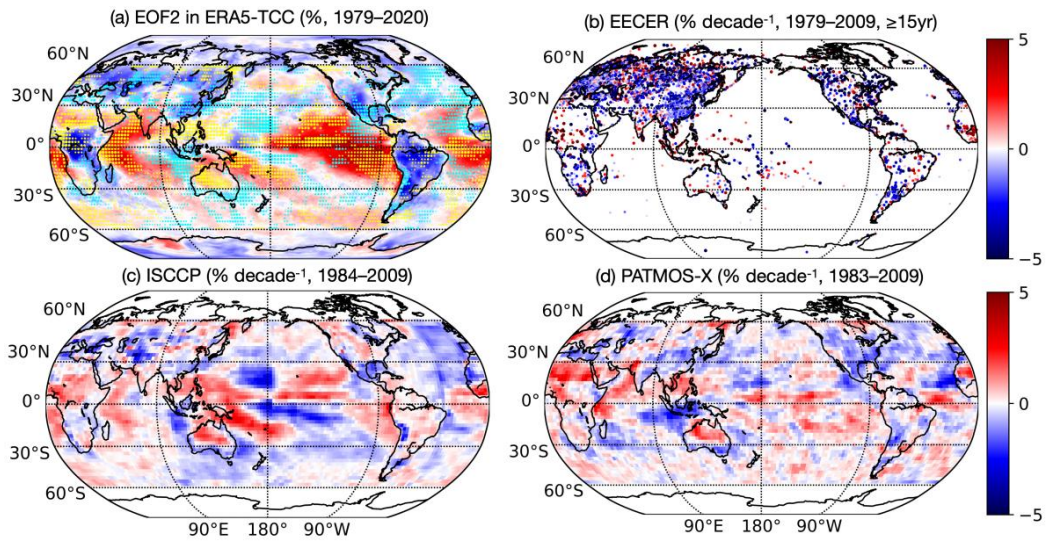 (a) EOF2 in ERA5-TCC (%, 1979–2020)
(b) EECER (% decade⁻¹, 1979–2009, ≥15yr)
60°N
30°N
0°
30°S
60°S
60°N
30°N
0°
30°S
60°S
5
0
−5
(c) ISCCP (% decade⁻¹, 1984–2009)
(d) PATMOS-X (% decade⁻¹, 1983–2009)
60°N
30°N
0°
30°S
60°S
90°E 180° 90°W
60°N
30°N
0°
30°S
60°S
90°E 180° 90°W
5
0
−5